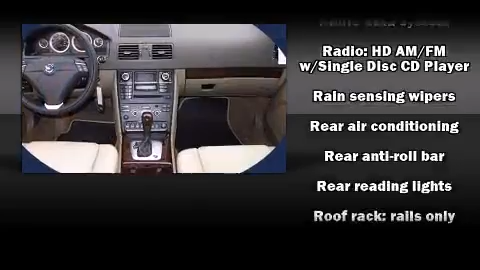 Radio: HD AM/FM
w/Single Disc CD Player
Rain sensing wipers
Rear air conditioning
Rear anti-roll bar
Rear reading lights
Roof rack: rails only